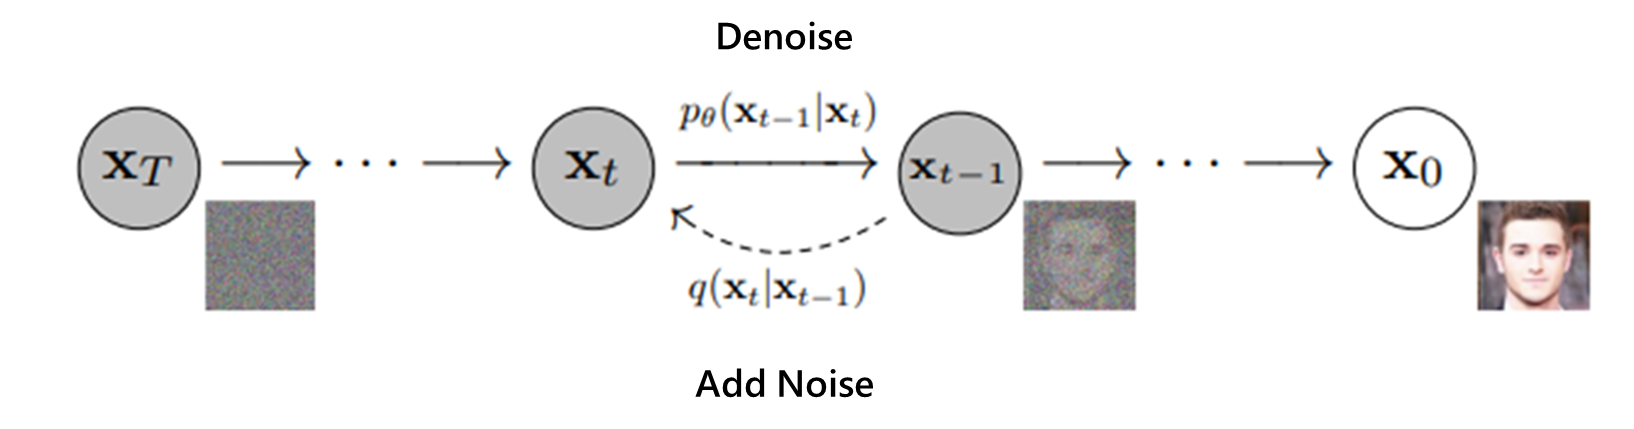 Denoise
p_θ(x_{t−1}|x_t)
x_T → ⋯ → x_t → x_{t−1} → ⋯ → x_0
q(x_t|x_{t−1})
Add Noise